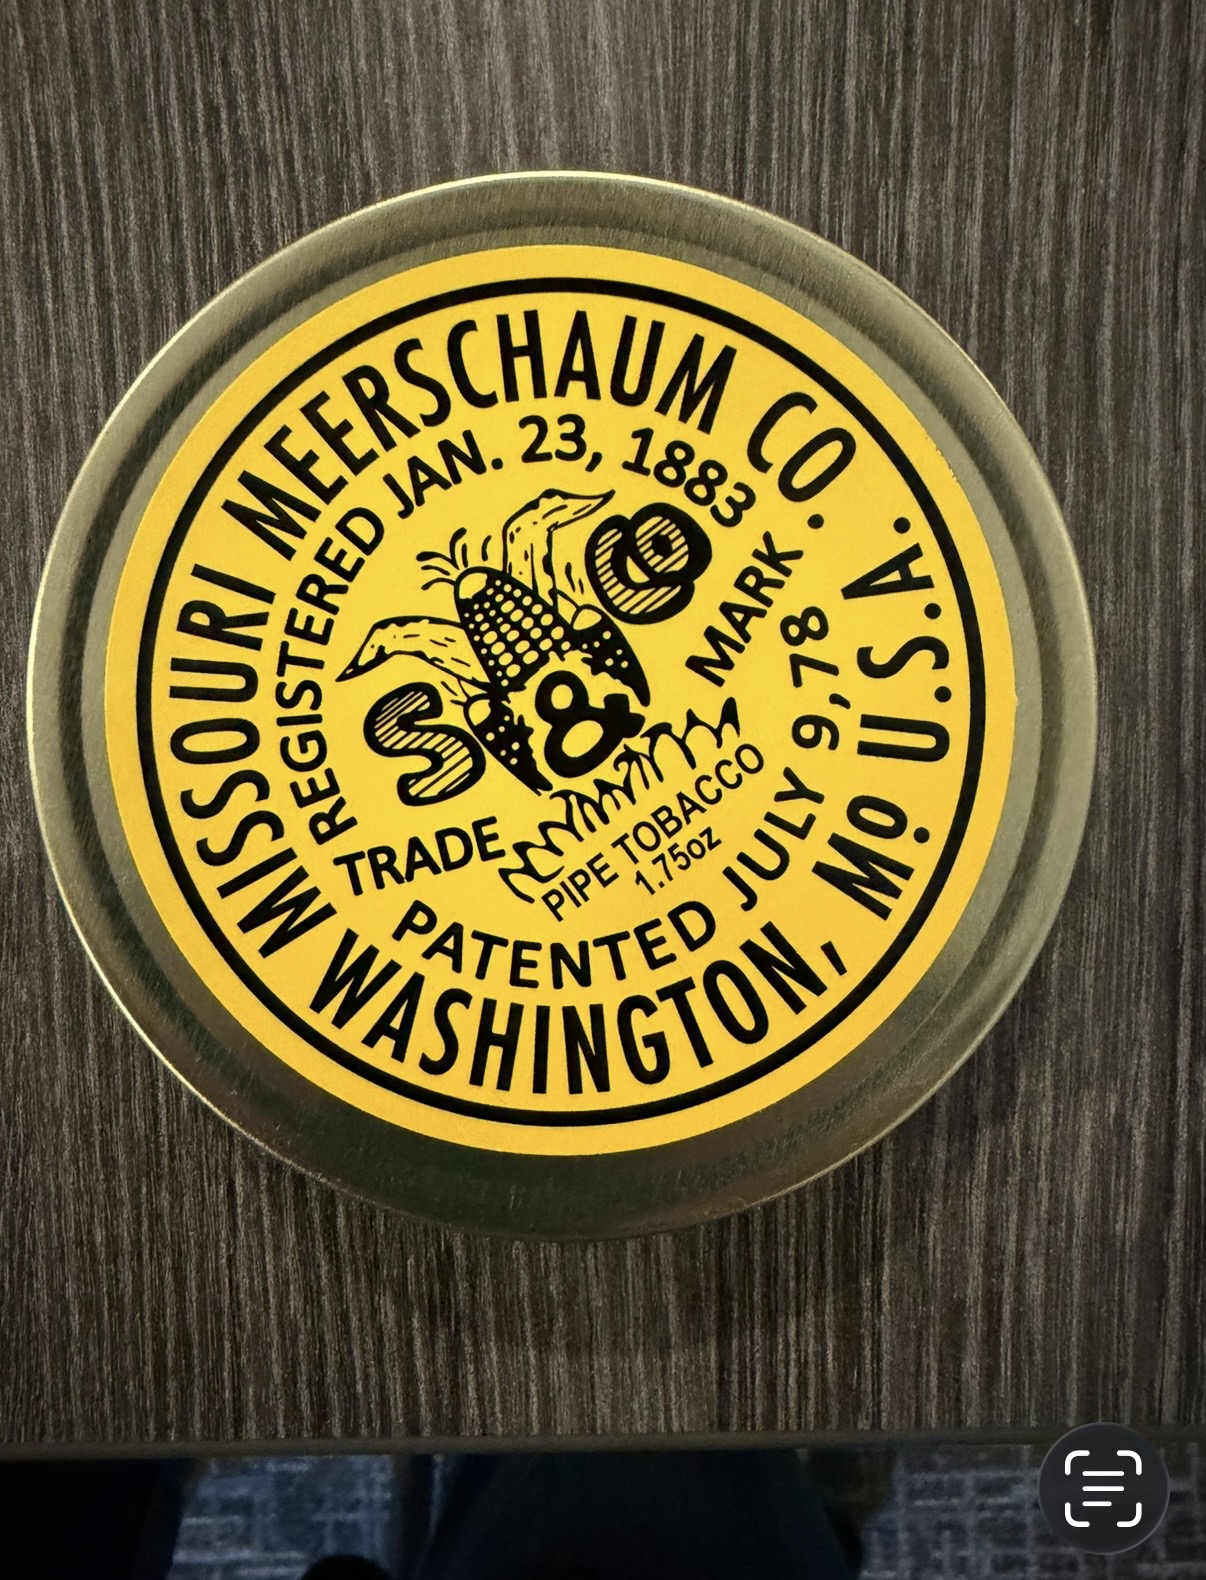 MISSOURI MEERSCHAUM CO.
REGISTERED JAN. 23, 1883
S & Co
TRADE MARK
PIPE TOBACCO
1.75oz
PATENTED JULY 9,78
WASHINGTON, Mo U.S.A.